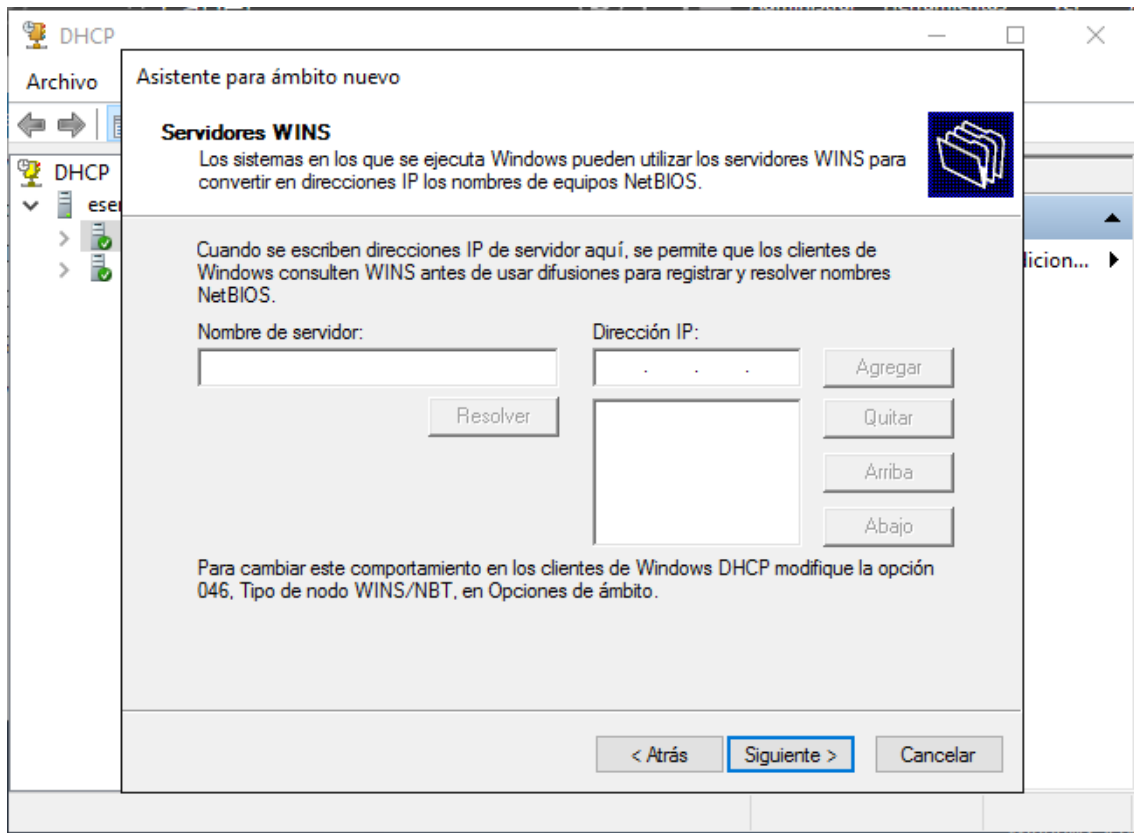 DHCP
Archivo
Asistente para ámbito nuevo
Servidores WINS
Los sistemas en los que se ejecuta Windows pueden utilizar los servidores WINS para
convertir en direcciones IP los nombres de equipos NetBIOS.
DHCP
eser
Cuando se escriben direcciones IP de servidor aquí, se permite que los clientes de
Windows consulten WINS antes de usar difusiones para registrar y resolver nombres
NetBIOS.
licion...
Nombre de servidor:
Dirección IP:
. . .
Agregar
Resolver
Quitar
Arriba
Abajo
Para cambiar este comportamiento en los clientes de Windows DHCP modifique la opción
046, Tipo de nodo WINS/NBT, en Opciones de ámbito.
< Atrás
Siguiente >
Cancelar